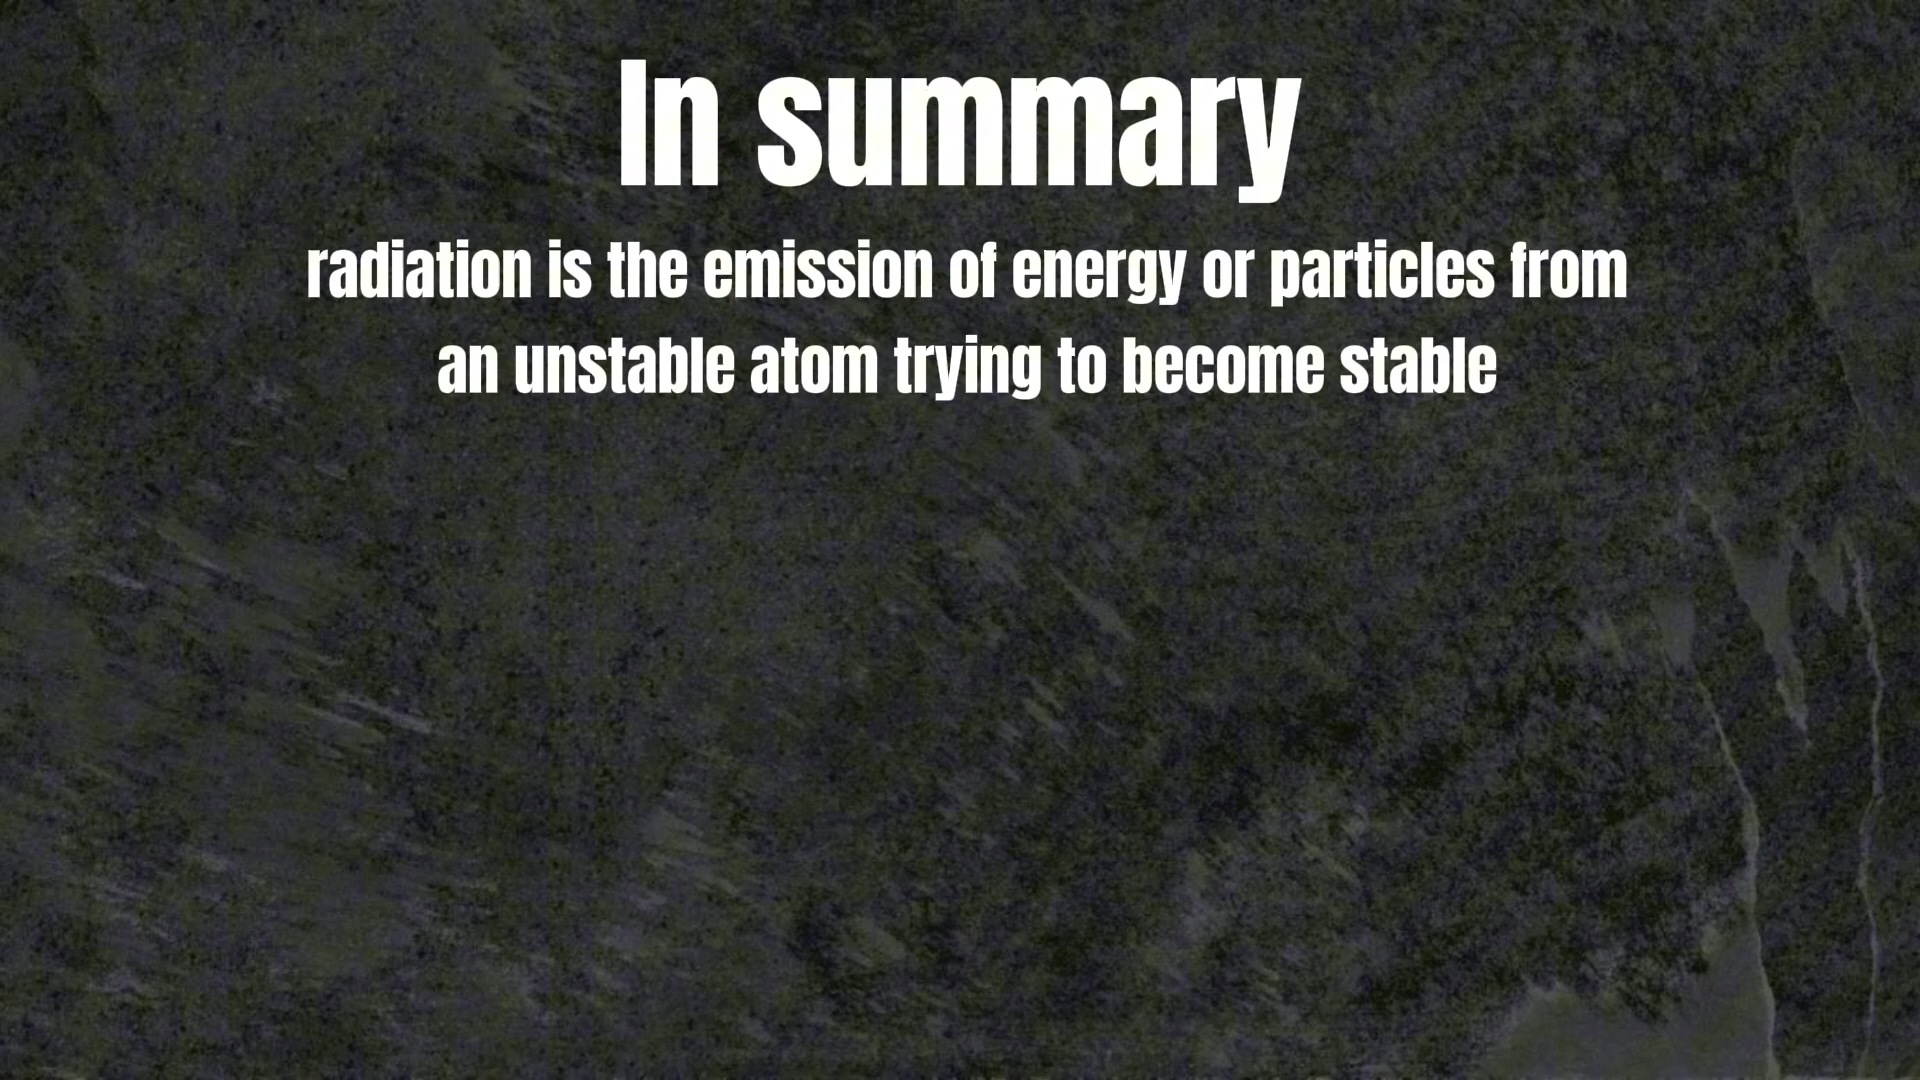 In summary
radiation is the emission of energy or particles from
an unstable atom trying to become stable